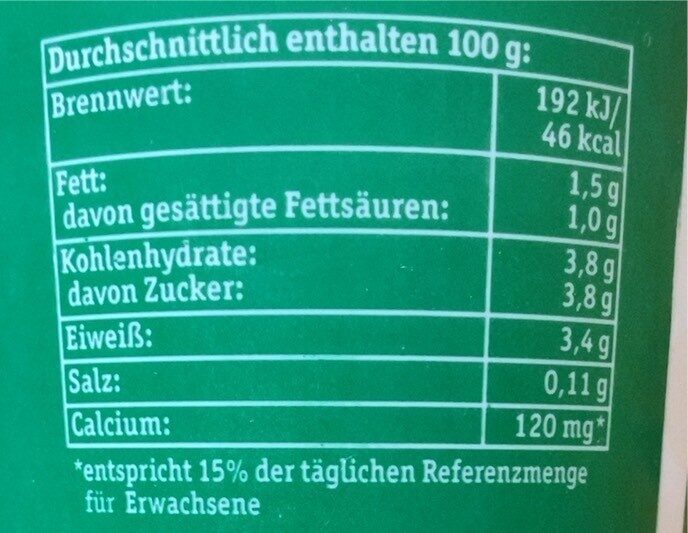 Durchschnittlich enthalten 100 g:
Brennwert: 192 kJ/
46 kcal
Fett: 1,5 g
davon gesättigte Fettsäuren: 1,0 g
Kohlenhydrate: 3,8 g
davon Zucker: 3,8 g
Eiweiß: 3,4 g
Salz: 0,11 g
Calcium: 120 mg*
*entspricht 15% der täglichen Referenzmenge
für Erwachsene